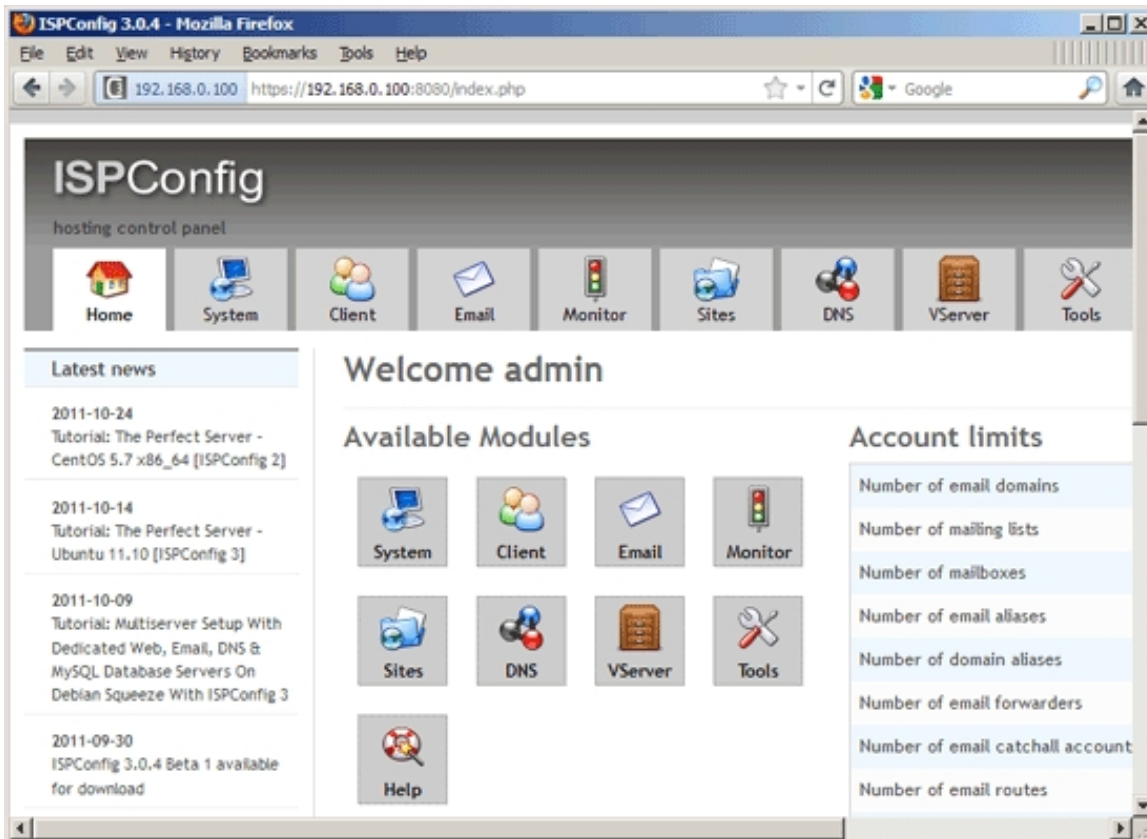 ISPConfig 3.0.4 - Mozilla Firefox
File Edit View History Bookmarks Tools Help
192.168.0.100 https://192.168.0.100:8080/index.php Google
ISPConfig
hosting control panel
Home System Client Email Monitor Sites DNS VServer Tools
Latest news
2011-10-24
Tutorial: The Perfect Server -
CentOS 5.7 x86_64 [ISPConfig 2]
2011-10-14
Tutorial: The Perfect Server -
Ubuntu 11.10 [ISPConfig 3]
2011-10-09
Tutorial: Multiserver Setup With
Dedicated Web, Email, DNS &
MySQL Database Servers On
Debian Squeeze With ISPConfig 3
2011-09-30
ISPConfig 3.0.4 Beta 1 available
for download
Welcome admin
Available Modules
System Client Email Monitor
Sites DNS VServer Tools
Help
Account limits
Number of email domains
Number of mailing lists
Number of mailboxes
Number of email aliases
Number of domain aliases
Number of email forwarders
Number of email catchall account
Number of email routes